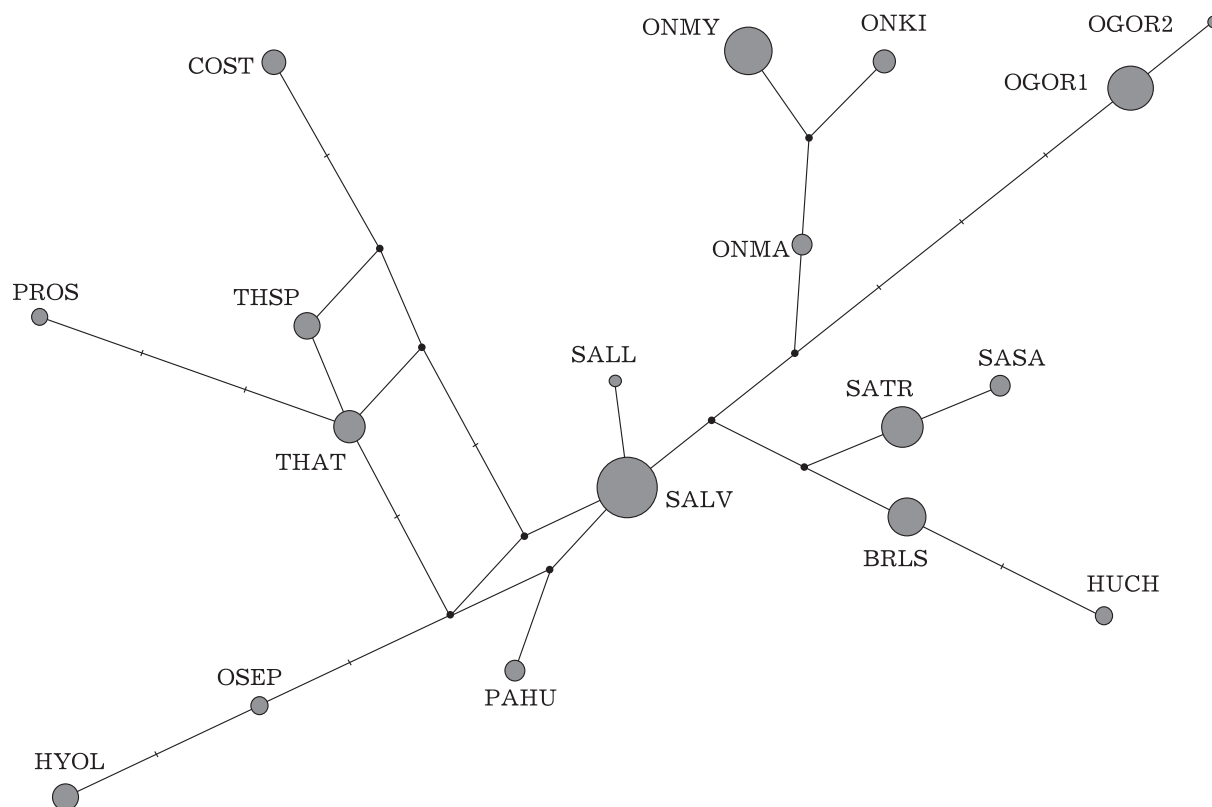 ONMY
ONKI
OGOR2
COST
OGOR1
ONMA
PROS
THSP
SALL
SASA
SATR
THAT
SALV
BRLS
HUCH
OSEP
PAHU
HYOL